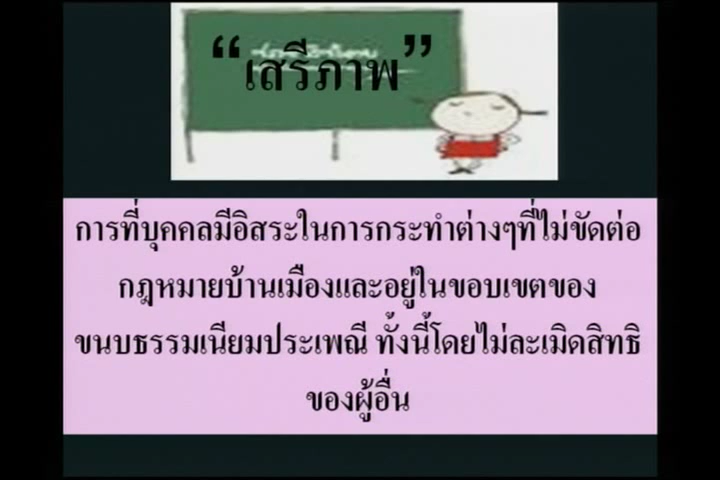 “เสรีภาพ”
การที่บุคคลมีอิสระในการกระทำต่างๆที่ไม่ขัดต่อ
กฎหมายบ้านเมืองและอยู่ในขอบเขตของ
ขนบธรรมเนียมประเพณี ทั้งนี้โดยไม่ละเมิดสิทธิ
ของผู้อื่น